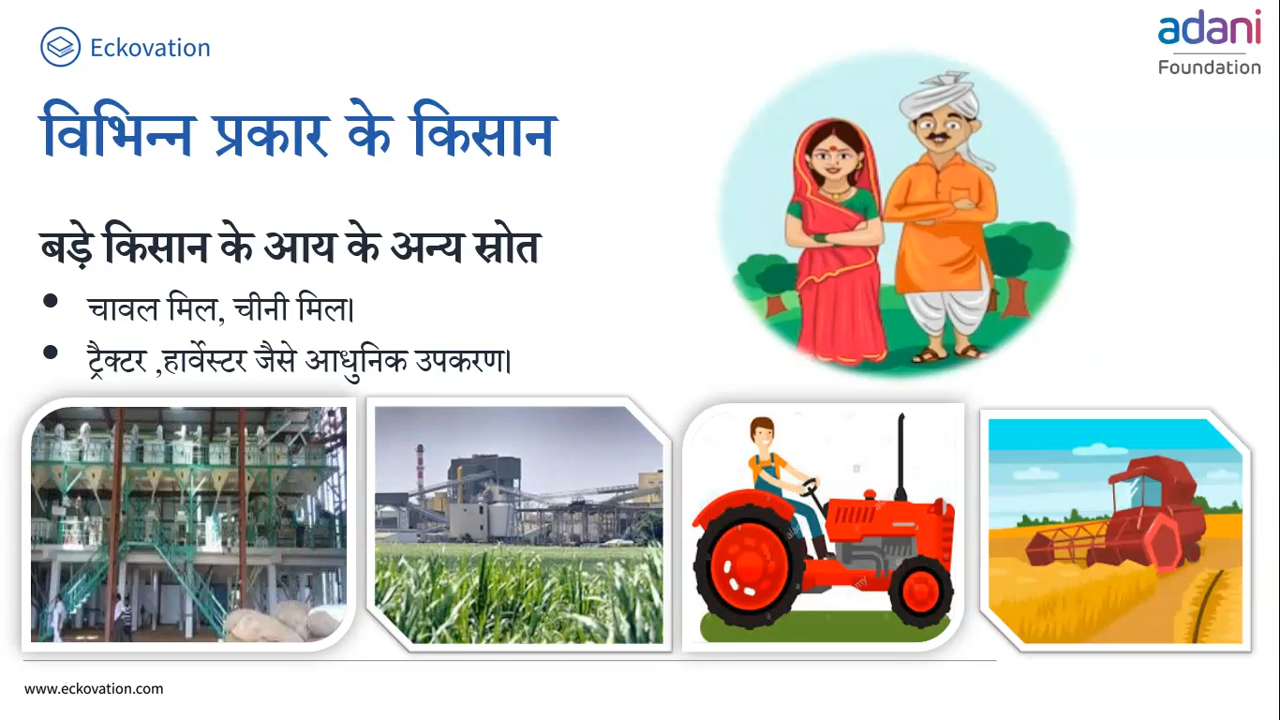 Eckovation
adani
Foundation
विभिन्न प्रकार के किसान
बड़े किसान के आय के अन्य स्रोत
• चावल मिल, चीनी मिल।
• ट्रैक्टर ,हार्वेस्टर जैसे आधुनिक उपकरण।
www.eckovation.com